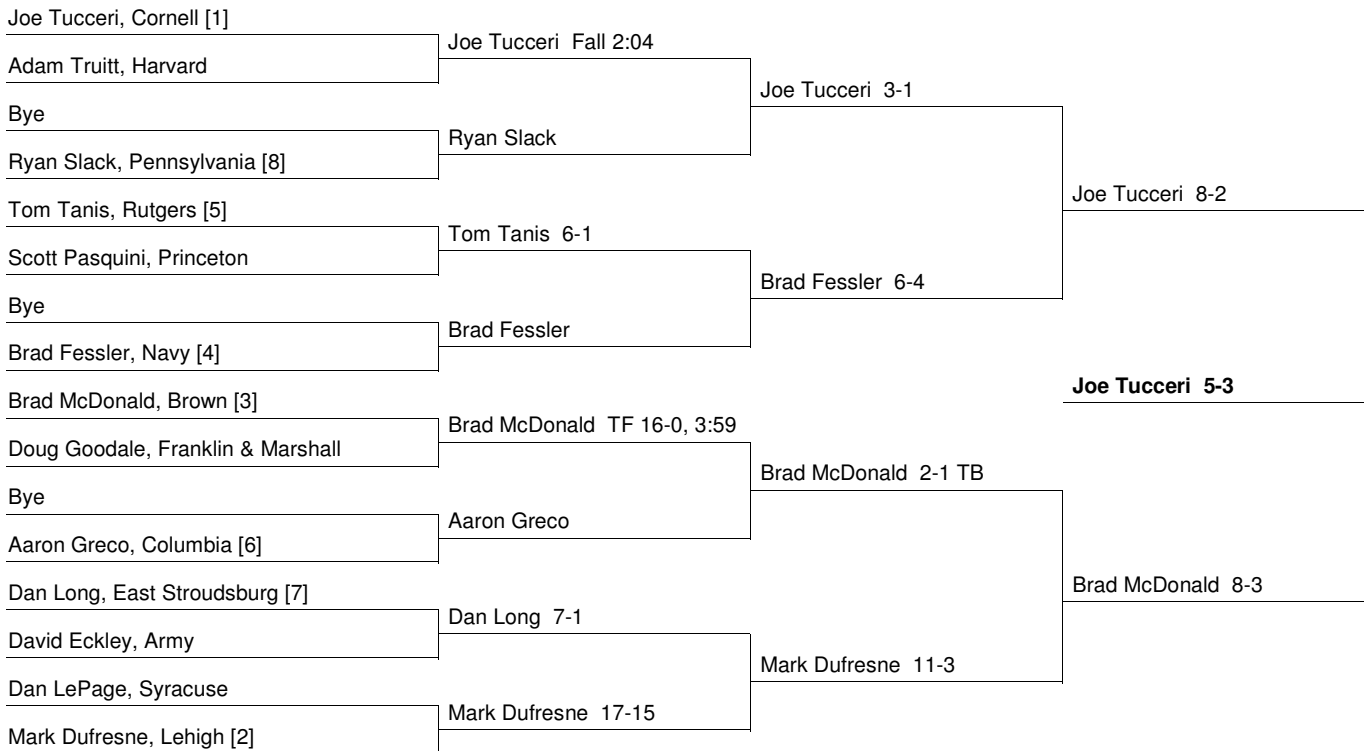 Joe Tucceri, Cornell [1]
Joe Tucceri Fall 2:04
Adam Truitt, Harvard
Joe Tucceri 3-1
Bye
Ryan Slack
Ryan Slack, Pennsylvania [8]
Joe Tucceri 8-2
Tom Tanis, Rutgers [5]
Tom Tanis 6-1
Scott Pasquini, Princeton
Brad Fessler 6-4
Bye
Brad Fessler
Brad Fessler, Navy [4]
Joe Tucceri 5-3
Brad McDonald, Brown [3]
Brad McDonald TF 16-0, 3:59
Doug Goodale, Franklin & Marshall
Brad McDonald 2-1 TB
Bye
Aaron Greco
Aaron Greco, Columbia [6]
Brad McDonald 8-3
Dan Long, East Stroudsburg [7]
Dan Long 7-1
David Eckley, Army
Mark Dufresne 11-3
Dan LePage, Syracuse
Mark Dufresne 17-15
Mark Dufresne, Lehigh [2]